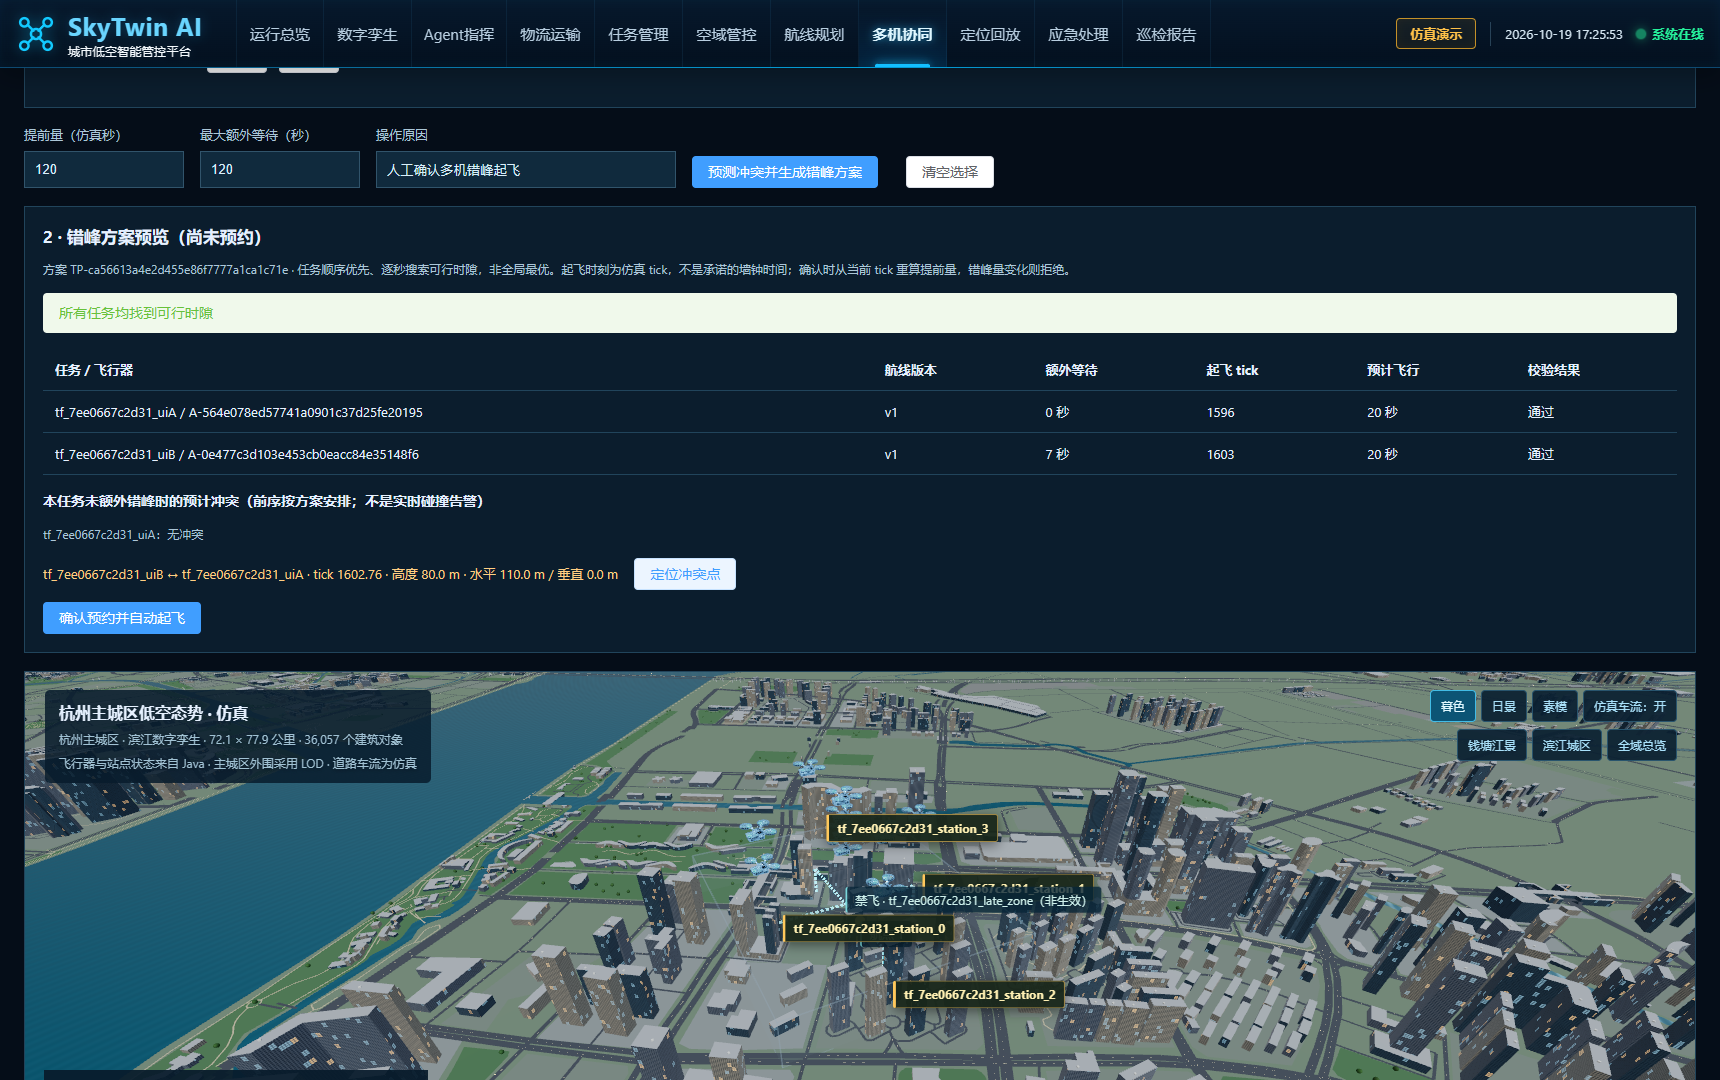 SkyTwin AI
城市低空智能管控平台
运行总览 数字孪生 Agent指挥 物流运输 任务管理 空域管控 航线规划 多机协同 定位回放 应急处理 巡检报告
仿真演示 2026-10-19 17:25:53 系统在线
提前量（仿真秒） 最大额外等待（秒） 操作原因
120 120 人工确认多机错峰起飞 预测冲突并生成错峰方案 清空选择
2 · 错峰方案预览（尚未预约）
方案 TP-ca56613a4e2d455e86f7777a1ca1c71e · 任务顺序优先、逐秒搜索可行时隙，非全局最优。起飞时刻为仿真 tick，不是承诺的墙钟时间；确认时从当前 tick 重算提前量，错峰量变化则拒绝。
所有任务均找到可行时隙
任务 / 飞行器 航线版本 额外等待 起飞 tick 预计飞行 校验结果
tf_7ee0667c2d31_uiA / A-564e078ed57741a0901c37d25fe20195 v1 0 秒 1596 20 秒 通过
tf_7ee0667c2d31_uiB / A-0e477c3d103e453cb0eacc84e35148f6 v1 7 秒 1603 20 秒 通过
本任务未额外错峰时的预计冲突（前序按方案安排；不是实时碰撞告警）
tf_7ee0667c2d31_uiA：无冲突
tf_7ee0667c2d31_uiB ↔ tf_7ee0667c2d31_uiA · tick 1602.76 · 高度 80.0 m · 水平 110.0 m / 垂直 0.0 m 定位冲突点
确认预约并自动起飞
杭州主城区低空态势 · 仿真
杭州主城区 · 滨江数字孪生 · 72.1 × 77.9 公里 · 36,057 个建筑对象
飞行器与站点状态来自 Java · 主城区外围采用 LOD · 道路车流为仿真
暮色 日景 素模 仿真车流：开
钱塘江景 滨江城区 全域总览
tf_7ee0667c2d31_station_3
tf_7ee0667c2d31_station_1
禁飞 · tf_7ee0667c2d31_late_zone（非生效）
tf_7ee0667c2d31_station_0
tf_7ee0667c2d31_station_2